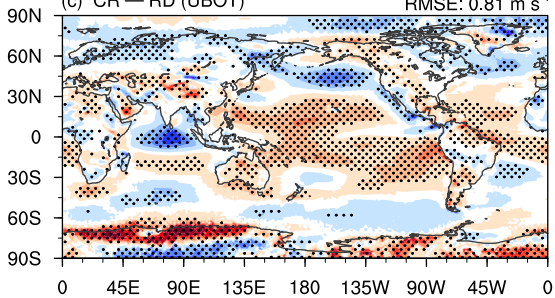 (c) CR — RD (UBOT) RMSE: 0.81 m s⁻¹
90N
60N
30N
0
30S
60S
90S
0 45E 90E 135E 180 135W 90W 45W 0